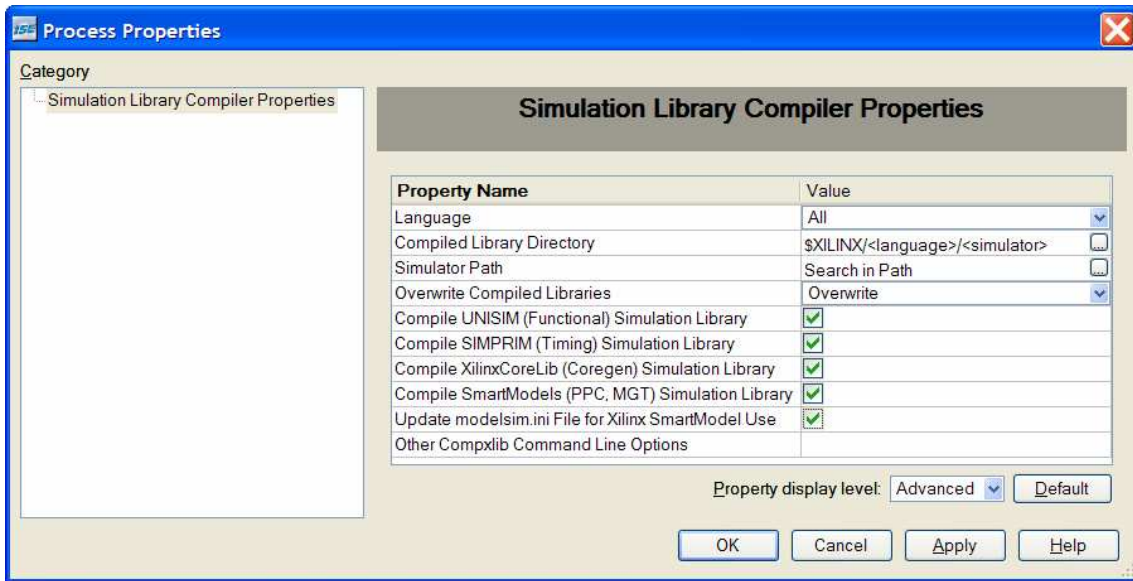 ISE Process Properties
Category
Simulation Library Compiler Properties
Simulation Library Compiler Properties
Property Name Value
Language All
Compiled Library Directory $XILINX/<language>/<simulator> ...
Simulator Path Search in Path ...
Overwrite Compiled Libraries Overwrite
Compile UNISIM (Functional) Simulation Library
Compile SIMPRIM (Timing) Simulation Library
Compile XilinxCoreLib (Coregen) Simulation Library
Compile SmartModels (PPC, MGT) Simulation Library
Update modelsim.ini File for Xilinx SmartModel Use
Other Compxlib Command Line Options
Property display level: Advanced Default
OK Cancel Apply Help